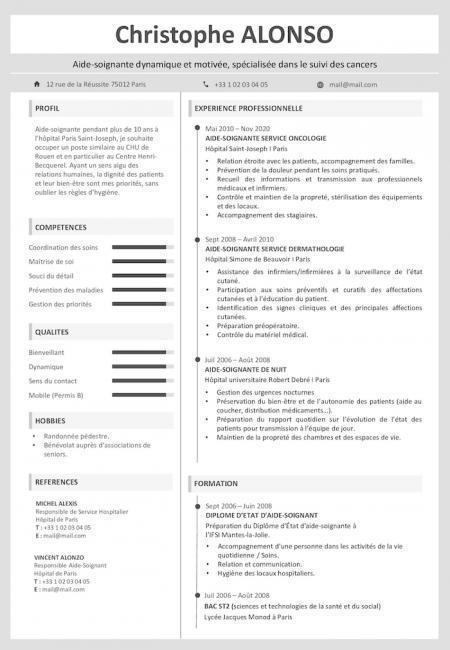 Christophe ALONSO
Aide-soignante dynamique et motivée, spécialisée dans le suivi des cancers
12 rue de la Réussite 75012 Paris
+33 1 02 03 04 05
mail@mail.com
PROFIL
Aide-soignante pendant plus de 10 ans à
l'hôpital Paris Saint-Joseph, je souhaite
occuper un poste similaire au CHU de
Rouen et en particulier au Centre Henri-
Becquerel. Ayant un sens aigu des
relations humaines, la dignité des patients
et leur bien-être sont mes priorités, sans
oublier les règles d'hygiène.
COMPETENCES
Coordination des soins
Maîtrise de soi
Souci du détail
Prévention des maladies
Gestion des priorités
QUALITES
Bienveillant
Dynamique
Sens du contact
Mobile (Permis B)
HOBBIES
• Randonnée pédestre.
• Bénévolat auprès d'associations de
seniors.
REFERENCES
MICHEL ALEXIS
Responsable de Service Hospitalier
Hôpital de Paris
T : +33 1 02 03 04 05
E : mail@mail.com
VINCENT ALONZO
Responsable Aide-Soignant
Hôpital de Paris
T : +33 1 02 03 04 05
E : mail@mail.com
EXPERIENCE PROFESSIONNELLE
Mai 2010 – Nov 2020
AIDE-SOIGNANTE SERVICE ONCOLOGIE
Hôpital Saint-Joseph I Paris
• Relation étroite avec les patients, accompagnement des familles.
• Prévention de la douleur pendant les soins pratiqués.
• Recueil des informations et transmission aux professionnels
médicaux et infirmiers.
• Contrôle et maintien de la propreté, stérilisation des équipements
et des locaux.
• Accompagnement des stagiaires.
Sept 2008 – Avril 2010
AIDE-SOIGNANTE SERVICE DERMATHOLOGIE
Hôpital Simone de Beauvoir I Paris
• Assistance des infirmiers/infirmières à la surveillance de l'état
cutané.
• Participation aux soins préventifs et curatifs des affectations
cutanées et à l'éducation du patient.
• Identification des signes cliniques et des principales affections
cutanées.
• Préparation préopératoire.
• Contrôle du matériel médical.
Juil 2006 – Août 2008
AIDE-SOIGNANTE DE NUIT
Hôpital universitaire Robert Debré I Paris
• Gestion des urgences nocturnes
• Préservation du bien-être et de l'autonomie des patients (aide au
coucher, distribution médicaments…).
• Préparation du rapport quotidien sur l'évolution de l'état des
patients pour transmission à l'équipe de jour.
• Maintien de la propreté des chambres et des espaces de vie.
FORMATION
Sept 2006 – Juin 2008
DIPLOME D'ETAT D'AIDE-SOIGNANT
Préparation du Diplôme d'État d'aide-soignante à
l'IFSI Mantes-la-Jolie.
• Accompagnement d'une personne dans les activités de la vie
quotidienne / Soins.
• Relation et communication.
• Hygiène des locaux hospitaliers.
Juil 2006 – Août 2008
BAC ST2 (sciences et technologies de la santé et du social)
Lycée Jacques Monod à Paris